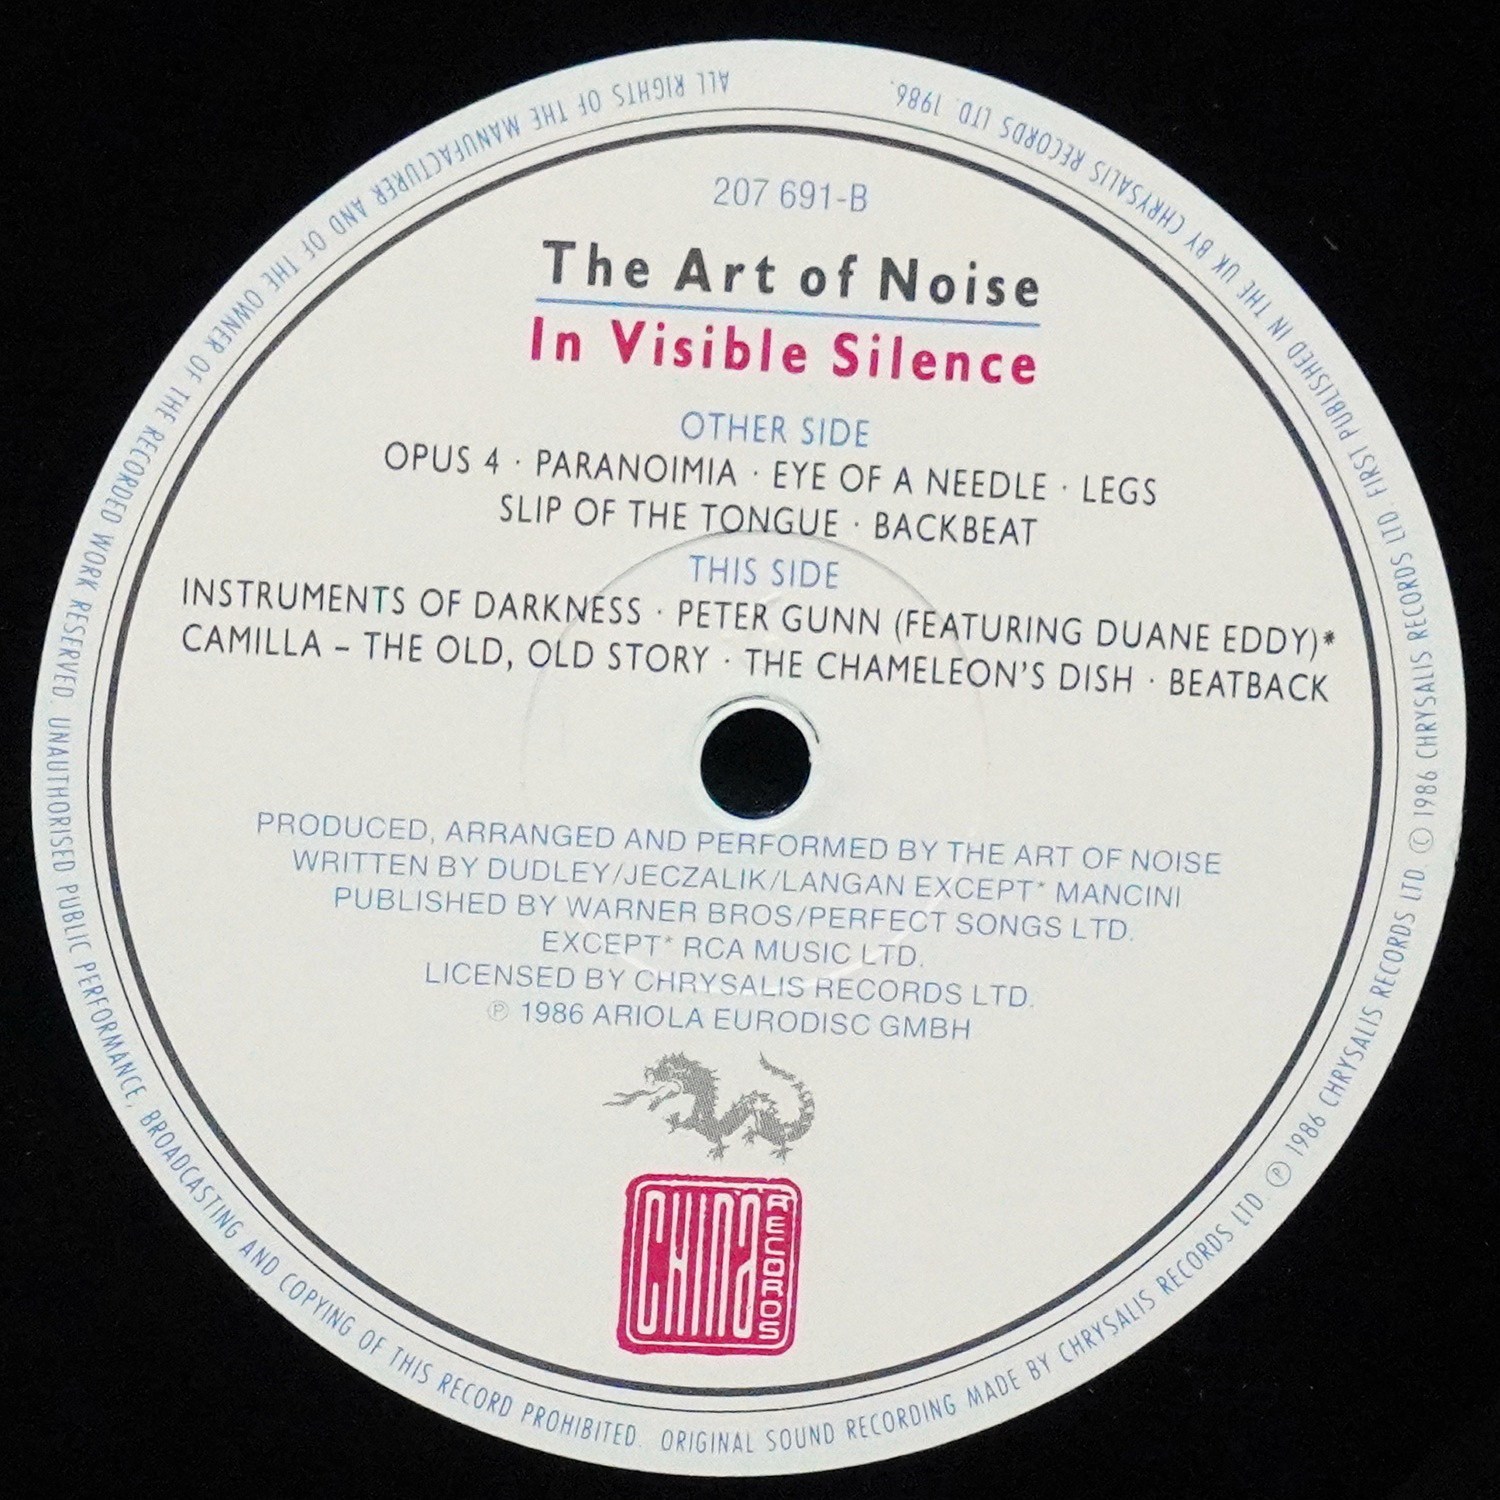 207 691-B
The Art of Noise
In Visible Silence
OTHER SIDE
OPUS 4 · PARANOIMIA · EYE OF A NEEDLE · LEGS
SLIP OF THE TONGUE · BACKBEAT
THIS SIDE
INSTRUMENTS OF DARKNESS · PETER GUNN (FEATURING DUANE EDDY)*
CAMILLA – THE OLD, OLD STORY · THE CHAMELEON'S DISH · BEATBACK
PRODUCED, ARRANGED AND PERFORMED BY THE ART OF NOISE
WRITTEN BY DUDLEY/JECZALIK/LANGAN EXCEPT* MANCINI
PUBLISHED BY WARNER BROS/PERFECT SONGS LTD.
EXCEPT* RCA MUSIC LTD.
LICENSED BY CHRYSALIS RECORDS LTD.
℗ 1986 ARIOLA EURODISC GMBH
CHINA RECORDS
ALL RIGHTS OF THE MANUFACTURER AND OF THE OWNER OF THE RECORDED WORK RESERVED. UNAUTHORISED PUBLIC PERFORMANCE, BROADCASTING AND COPYING OF THIS RECORD PROHIBITED. ORIGINAL SOUND RECORDING MADE BY CHRYSALIS RECORDS LTD. ℗ 1986 CHRYSALIS RECORDS LTD. © 1986 CHRYSALIS RECORDS LTD. FIRST PUBLISHED IN THE UK BY CHRYSALIS RECORDS LTD. 1986.